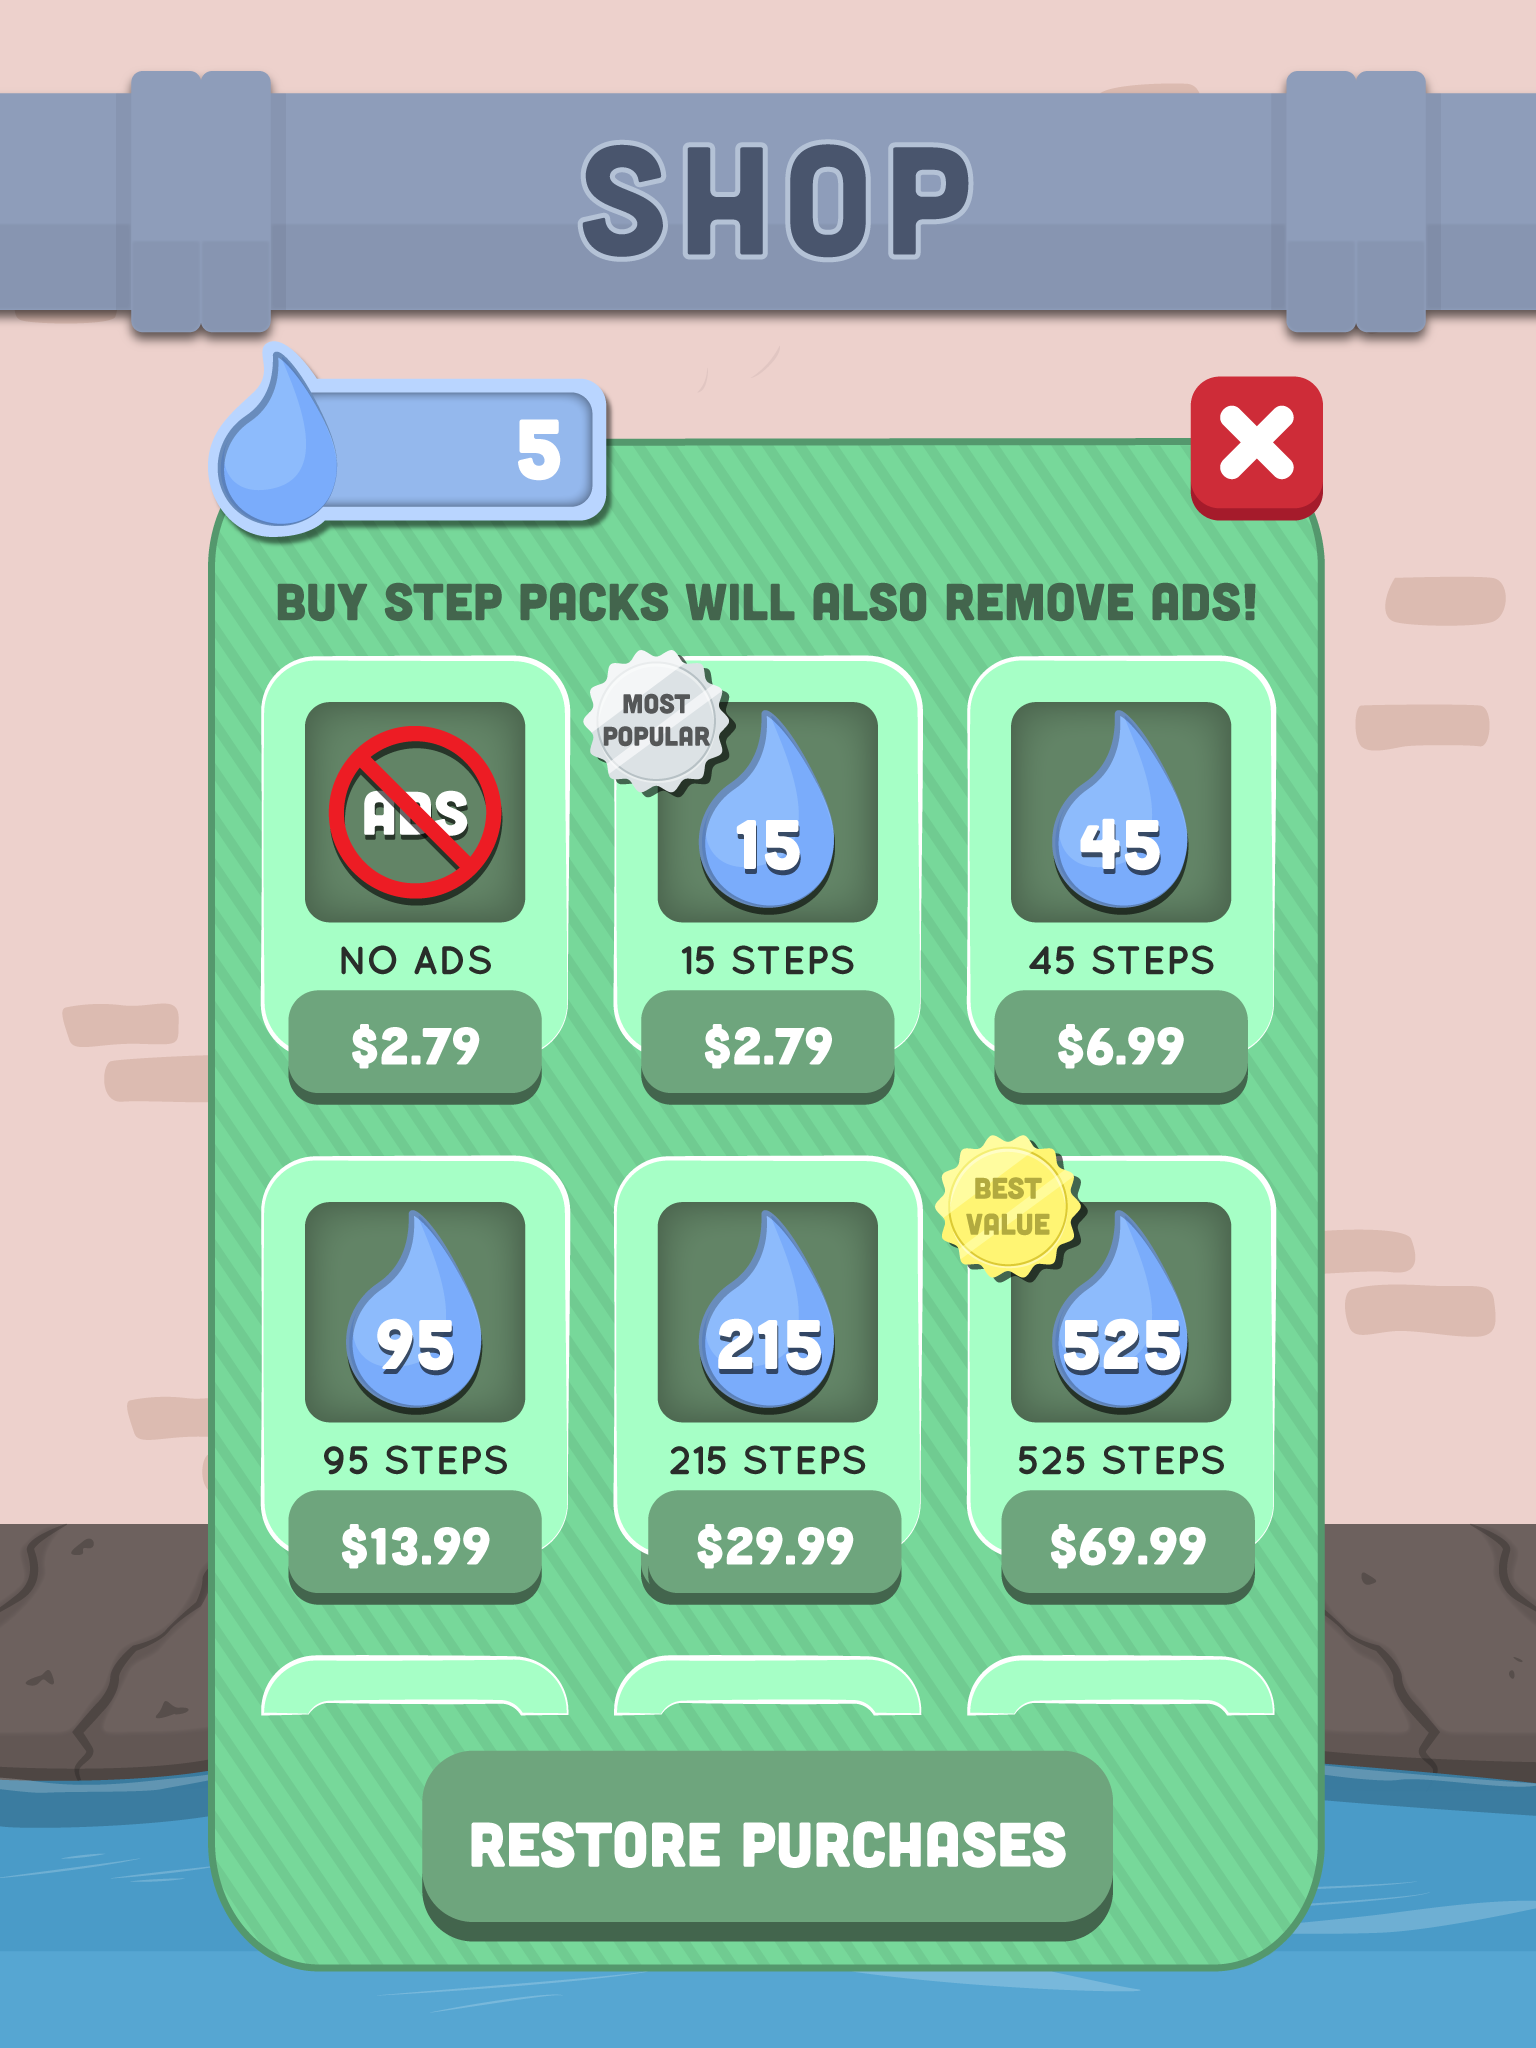 SHOP
5
BUY STEP PACKS WILL ALSO REMOVE ADS!
ADS
NO ADS
$2.79
MOST
POPULAR
15
15 STEPS
$2.79
45
45 STEPS
$6.99
95
95 STEPS
$13.99
215
215 STEPS
$29.99
BEST
VALUE
525
525 STEPS
$69.99
RESTORE PURCHASES